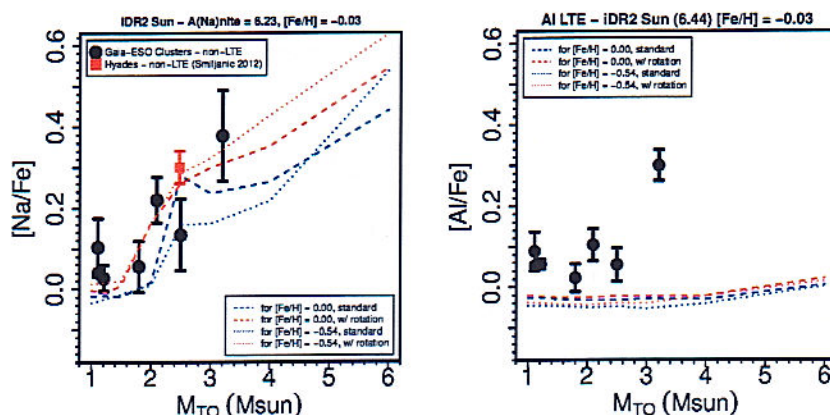 IDR2 Sun − A(Na)nlte = 6.23, [Fe/H] = −0.03
Gaia-ESO Clusters − non-LTE
Hyades − non-LTE (Smiljanic 2012)
0.6
0.4
0.2
0.0
[Na/Fe]
for [Fe/H] = 0.00, standard
for [Fe/H] = 0.00, w/ rotation
for [Fe/H] = −0.54, standard
for [Fe/H] = −0.54, w/ rotation
1 2 3 4 5 6
M_TO (Msun)
Al LTE − iDR2 Sun (6.44) [Fe/H] = −0.03
for [Fe/H] = 0.00, standard
for [Fe/H] = 0.00, w/ rotation
for [Fe/H] = −0.54, standard
for [Fe/H] = −0.54, w/ rotation
0.6
0.4
0.2
0.0
[Al/Fe]
1 2 3 4 5 6
M_TO (Msun)